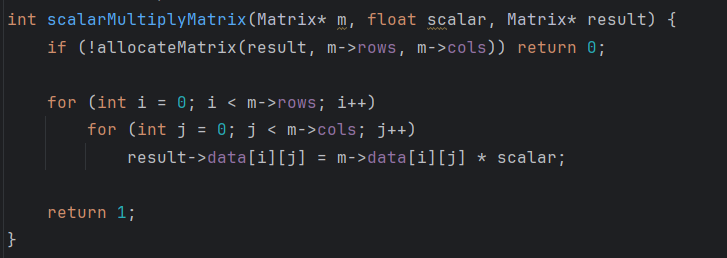 int scalarMultiplyMatrix(Matrix* m, float scalar, Matrix* result) {
    if (!allocateMatrix(result, m->rows, m->cols)) return 0;

    for (int i = 0; i < m->rows; i++)
        for (int j = 0; j < m->cols; j++)
            result->data[i][j] = m->data[i][j] * scalar;

    return 1;
}